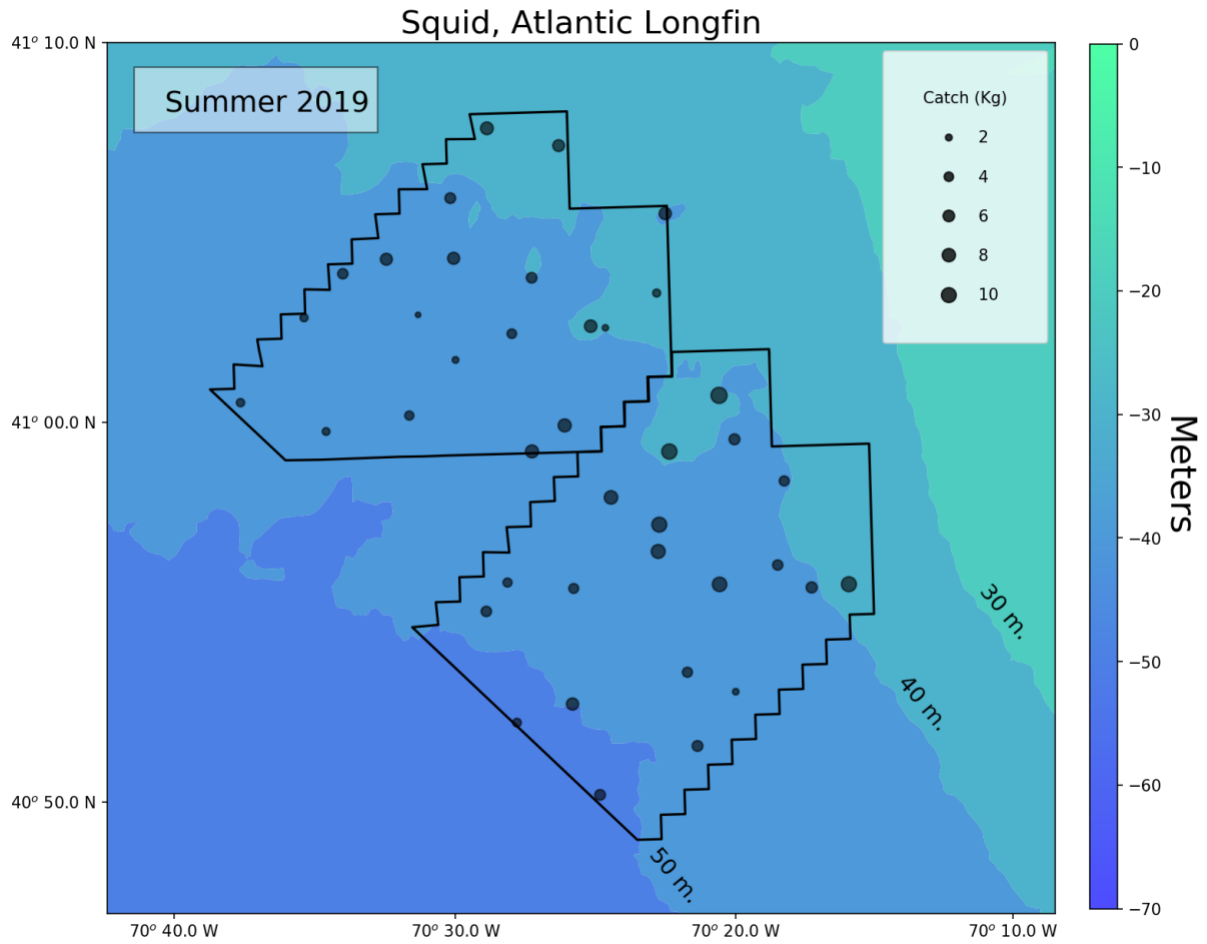 Squid, Atlantic Longfin
41° 10.0 N
41° 00.0 N
40° 50.0 N
Summer 2019
Catch (Kg)
2
4
6
8
10
30 m.
40 m.
50 m.
70° 40.0 W
70° 30.0 W
70° 20.0 W
70° 10.0 W
0
−10
−20
−30
−40
−50
−60
−70
Meters